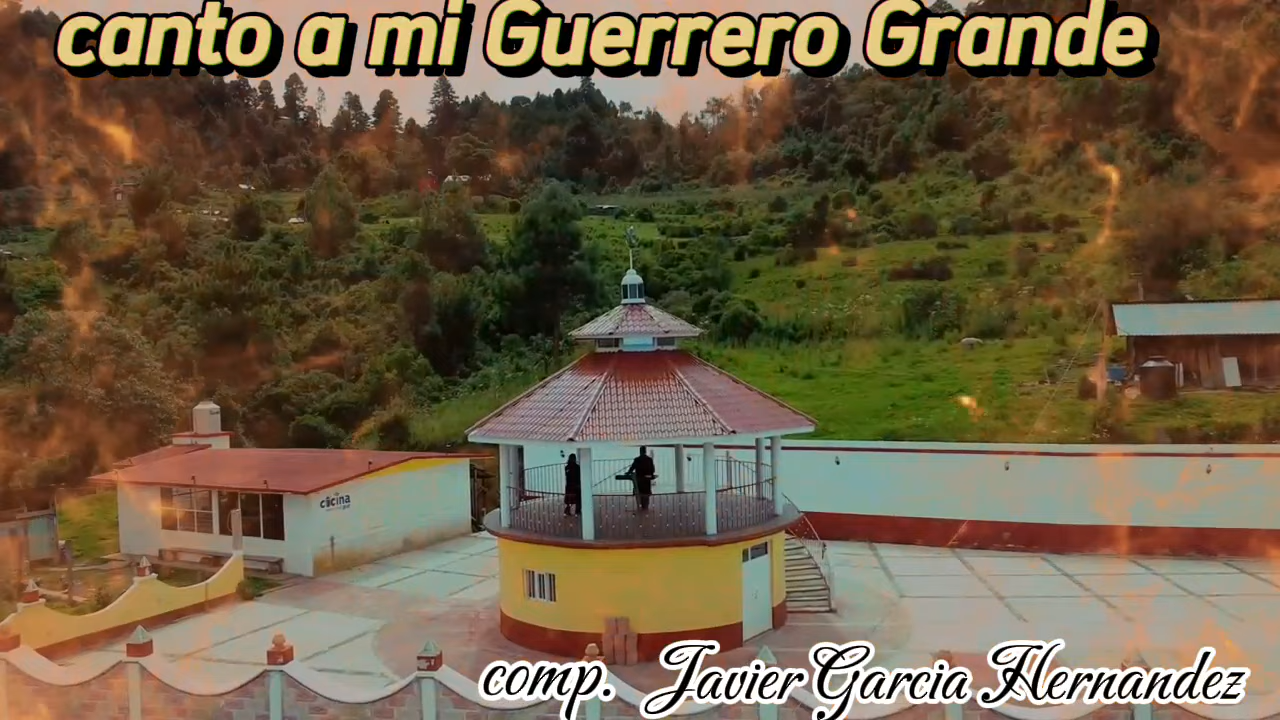 canto a mi Guerrero Grande
cocina
comp. Javier Garcia Hernandez